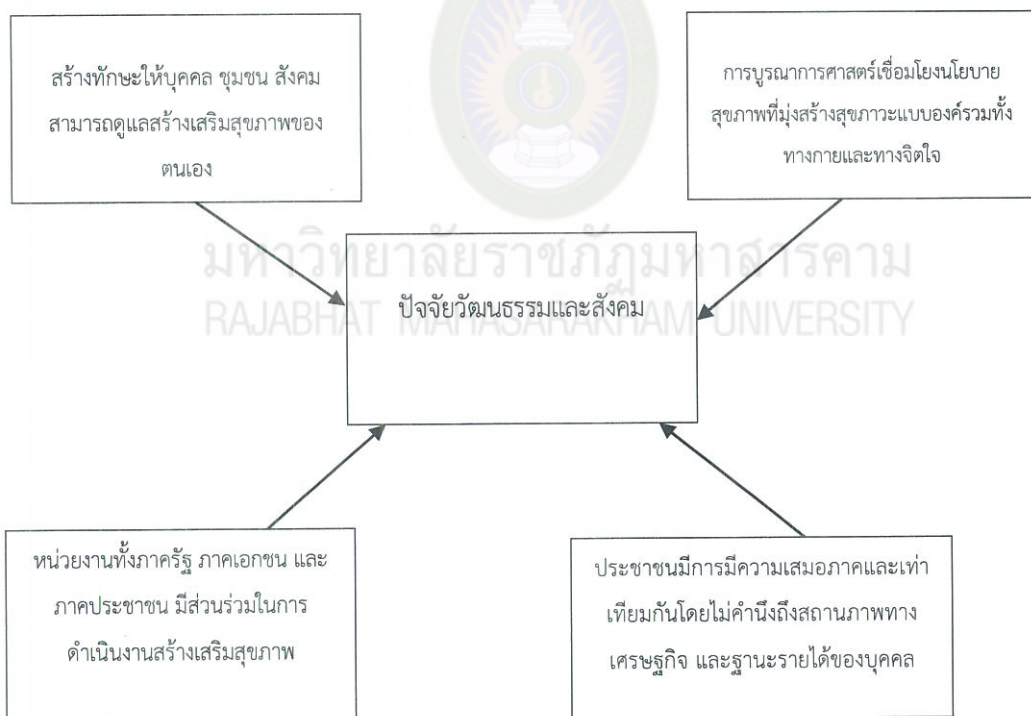 สร้างทักษะให้บุคคล ชุมชน สังคม
สามารถดูแลสร้างเสริมสุขภาพของ
ตนเอง
การบูรณาการศาสตร์เชื่อมโยงนโยบาย
สุขภาพที่มุ่งสร้างสุขภาวะแบบองค์รวมทั้ง
ทางกายและทางจิตใจ
มหาวิทยาลัยราชภัฏมหาสารคาม
RAJABHAT MAHASARAKHAM UNIVERSITY
ปัจจัยวัฒนธรรมและสังคม
หน่วยงานทั้งภาครัฐ ภาคเอกชน และ
ภาคประชาชน มีส่วนร่วมในการ
ดำเนินงานสร้างเสริมสุขภาพ
ประชาชนมีการมีความเสมอภาคและเท่า
เทียมกันโดยไม่คำนึงถึงสถานภาพทาง
เศรษฐกิจ และฐานะรายได้ของบุคคล